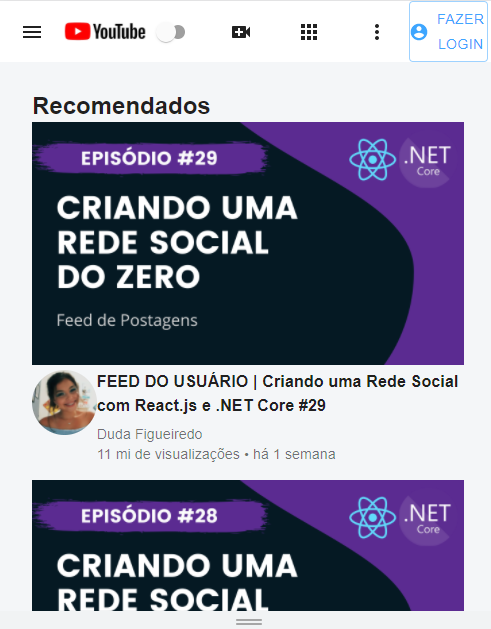 YouTube
FAZER
LOGIN
Recomendados
EPISÓDIO #29
.NET
Core
CRIANDO UMA
REDE SOCIAL
DO ZERO
Feed de Postagens
FEED DO USUÁRIO | Criando uma Rede Social
com React.js e .NET Core #29
Duda Figueiredo
11 mi de visualizações • há 1 semana
EPISÓDIO #28
.NET
Core
CRIANDO UMA
REDE SOCIAL